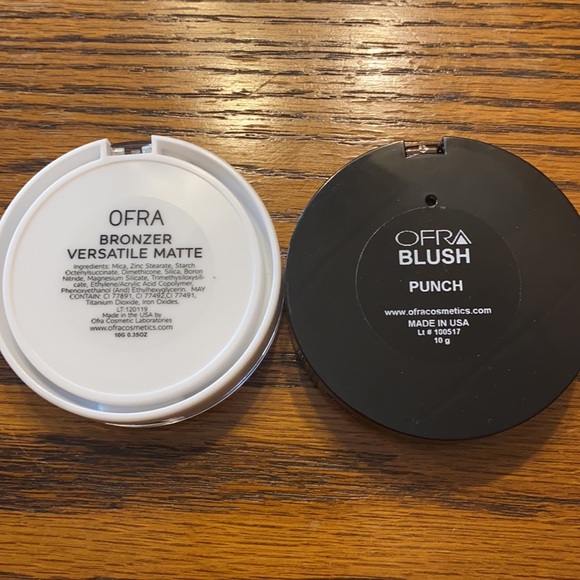 OFRA
BRONZER
VERSATILE MATTE
Ingredients: Mica, Zinc Stearate, Starch
Octenylsuccinate, Dimethicone, Silica, Boron
Nitride, Magnesium Silicate, Trimethylsiloxysili-
cate, Ethylene/Acrylic Acid Copolymer,
Phenoxyethanol (And) Ethylhexylglycerin. MAY
CONTAIN: CI 77891, CI 77492,CI 77491,
Titanium Dioxide, Iron Oxides.
LT:120119
Made in the USA by
Ofra Cosmetic Laboratories
www.ofracosmetics.com
10G 0.35OZ
OFRA
BLUSH
PUNCH
www.ofracosmetics.com
MADE IN USA
Lt # 100517
10 g